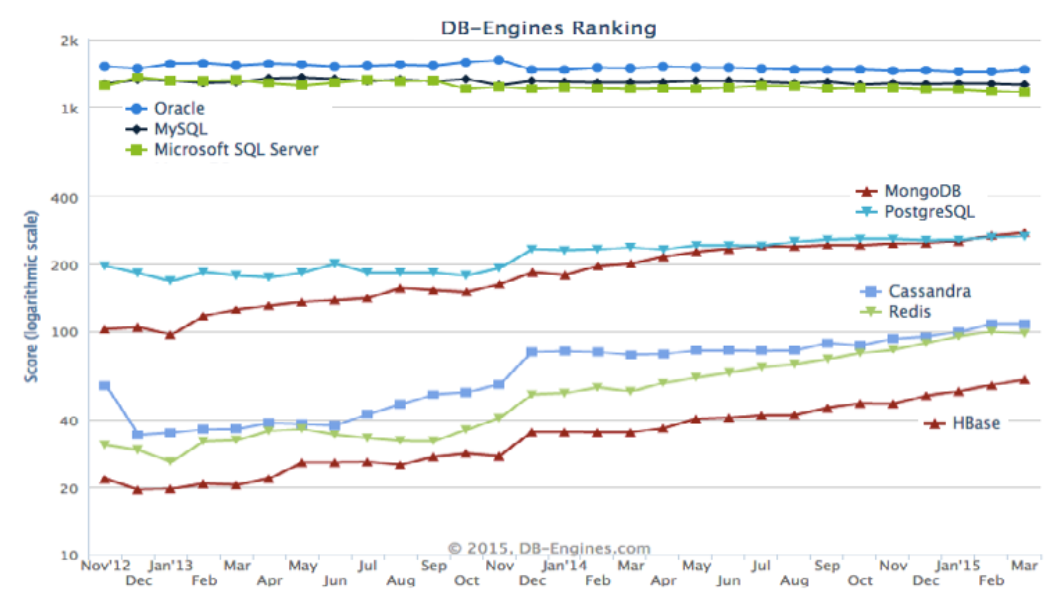 DB-Engines Ranking
Score (logarithmic scale)
2k
1k
400
200
100
40
20
10
Oracle
MySQL
Microsoft SQL Server
MongoDB
PostgreSQL
Cassandra
Redis
HBase
© 2015, DB-Engines.com
Nov'12 Jan'13 Mar May Jul Sep Nov Jan'14 Mar May Jul Sep Nov Jan'15 Mar
Dec Feb Apr Jun Aug Oct Dec Feb Apr Jun Aug Oct Dec Feb